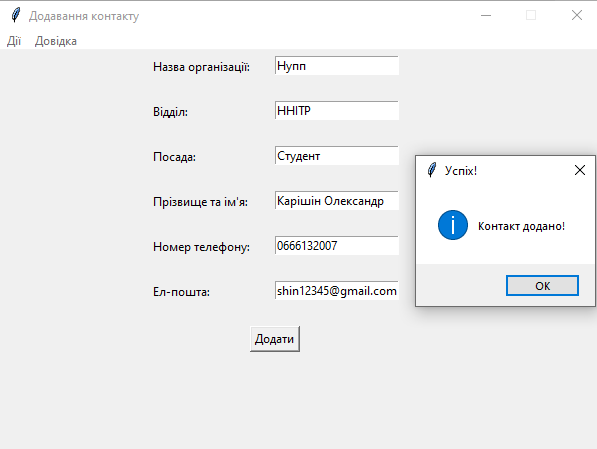 Додавання контакту
Дії Довідка
Назва організації: Нупп
Відділ: ННІТР
Посада: Студент
Прізвище та ім'я: Карішін Олександр
Номер телефону: 0666132007
Ел-пошта: shin12345@gmail.com
Додати
Успіх!
Контакт додано!
OK